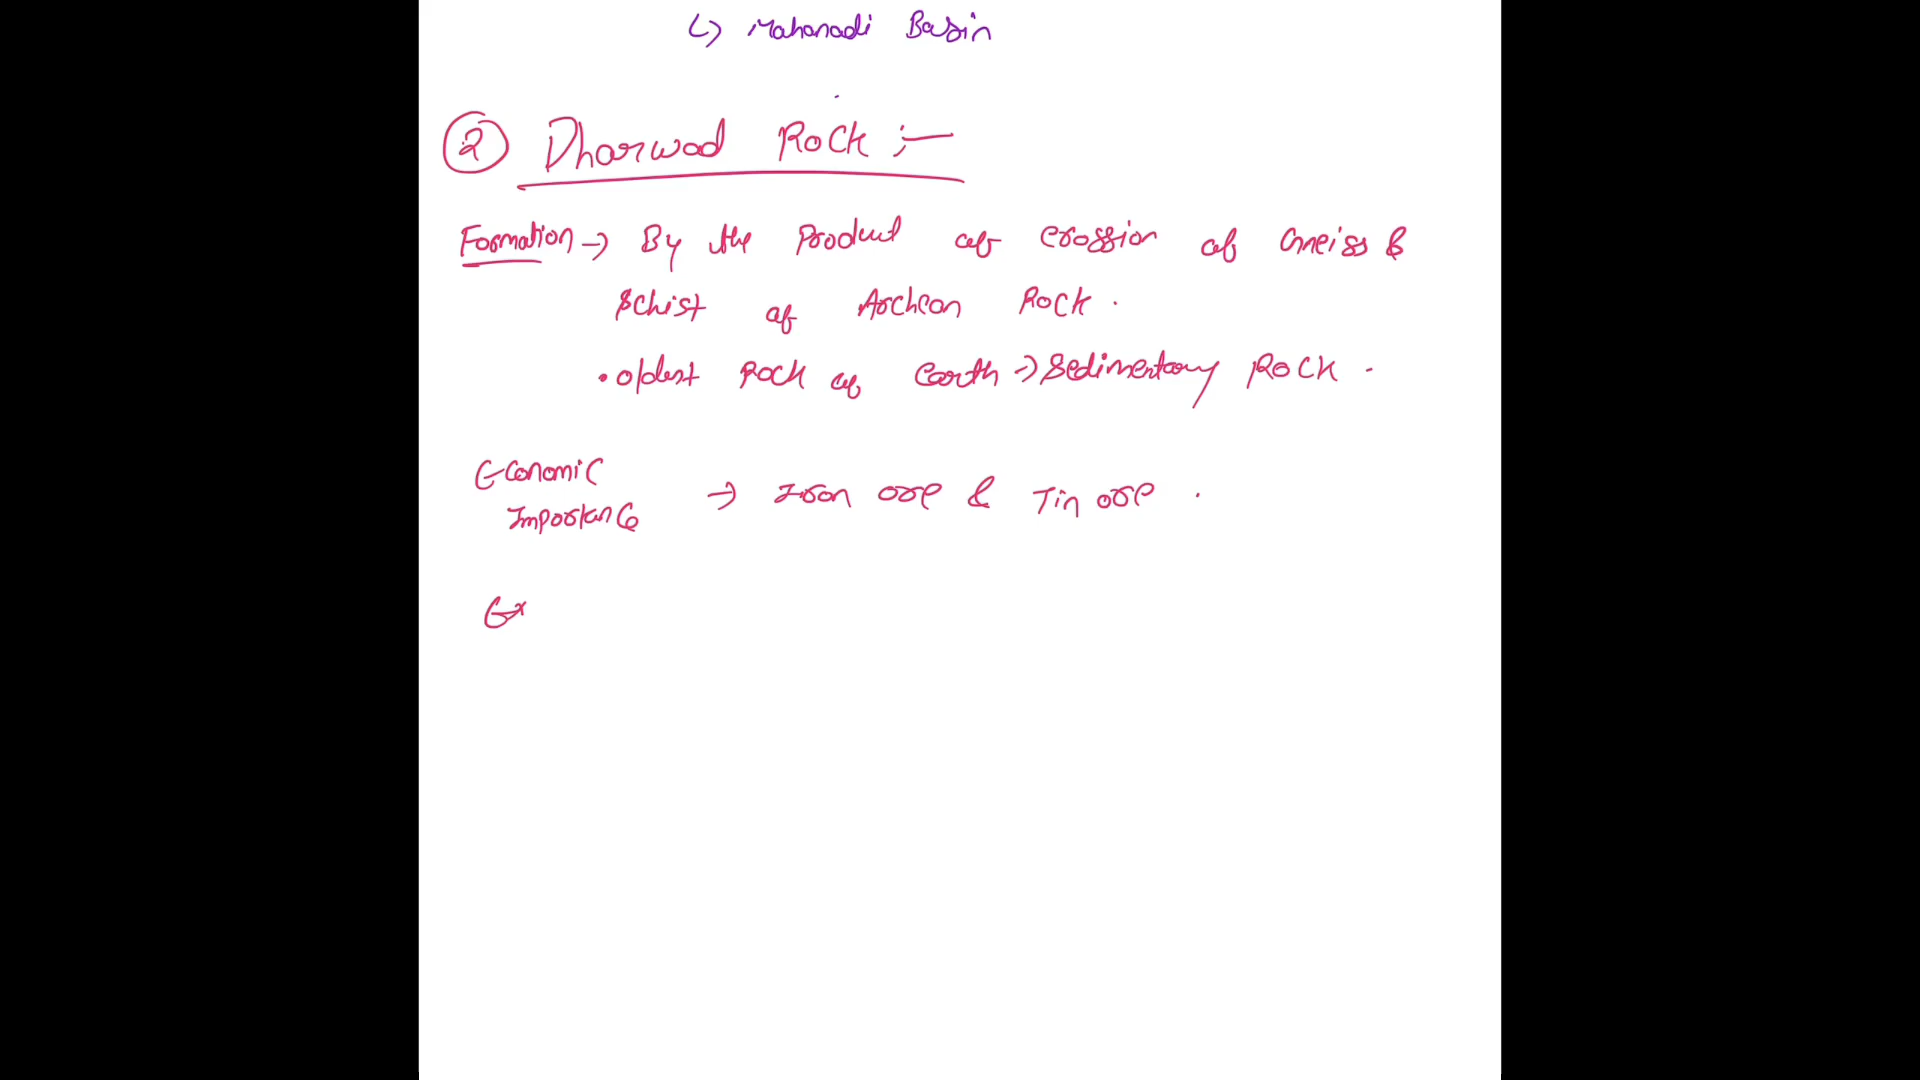 ↳ Mahanadi Basin
② Dharwad Rock :-
Formation → By the Product of erossion of Gneiss &
Schist of Archean Rock.
• oldest Rock of earth → Sedimentary Rock.
Economic
Importance → Iron ore & Tin ore.
Ex